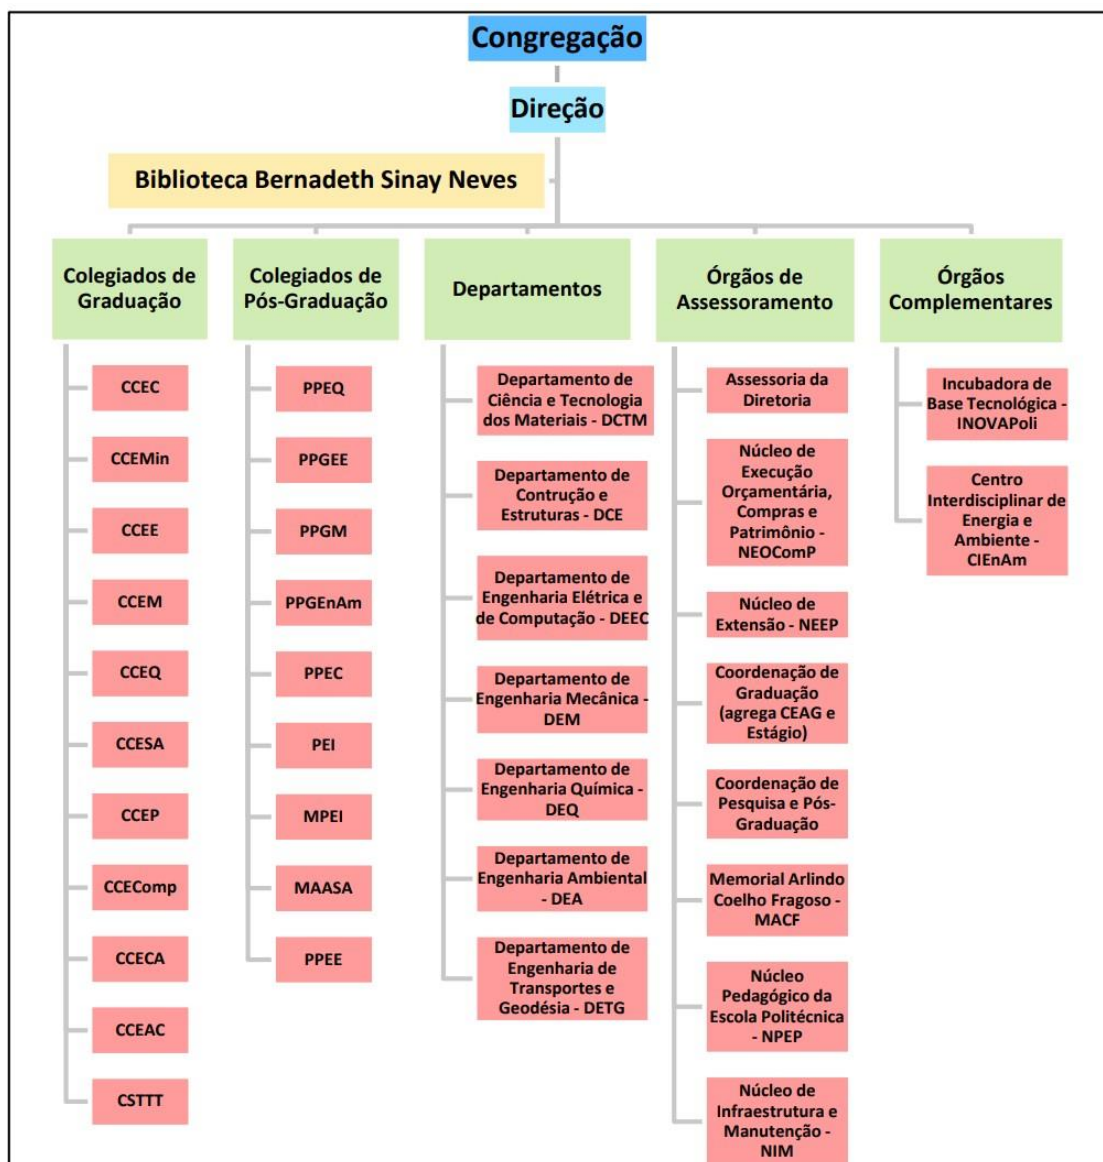 Congregação
Direção
Biblioteca Bernadeth Sinay Neves
Colegiados de
Graduação
CCEC
CCEMin
CCEE
CCEM
CCEQ
CCESA
CCEP
CCEComp
CCECA
CCEAC
CSTTT
Colegiados de
Pós-Graduação
PPEQ
PPGEE
PPGM
PPGEnAm
PPEC
PEI
MPEI
MAASA
PPEE
Departamentos
Departamento de
Ciência e Tecnologia
dos Materiais - DCTM
Departamento de
Contrução e
Estruturas - DCE
Departamento de
Engenharia Elétrica e
de Computação - DEEC
Departamento de
Engenharia Mecânica -
DEM
Departamento de
Engenharia Química -
DEQ
Departamento de
Engenharia Ambiental
- DEA
Departamento de
Engenharia de
Transportes e
Geodésia - DETG
Órgãos de
Assessoramento
Assessoria da
Diretoria
Núcleo de
Execução
Orçamentária,
Compras e
Patrimônio -
NEOComP
Núcleo de
Extensão - NEEP
Coordenação de
Graduação
(agrega CEAG e
Estágio)
Coordenação de
Pesquisa e Pós-
Graduação
Memorial Arlindo
Coelho Fragoso -
MACF
Núcleo
Pedagógico da
Escola Politécnica
- NPEP
Núcleo de
Infraestrutura e
Manutenção -
NIM
Órgãos
Complementares
Incubadora de
Base Tecnológica -
INOVAPoli
Centro
Interdisciplinar de
Energia e
Ambiente -
CIEnAm